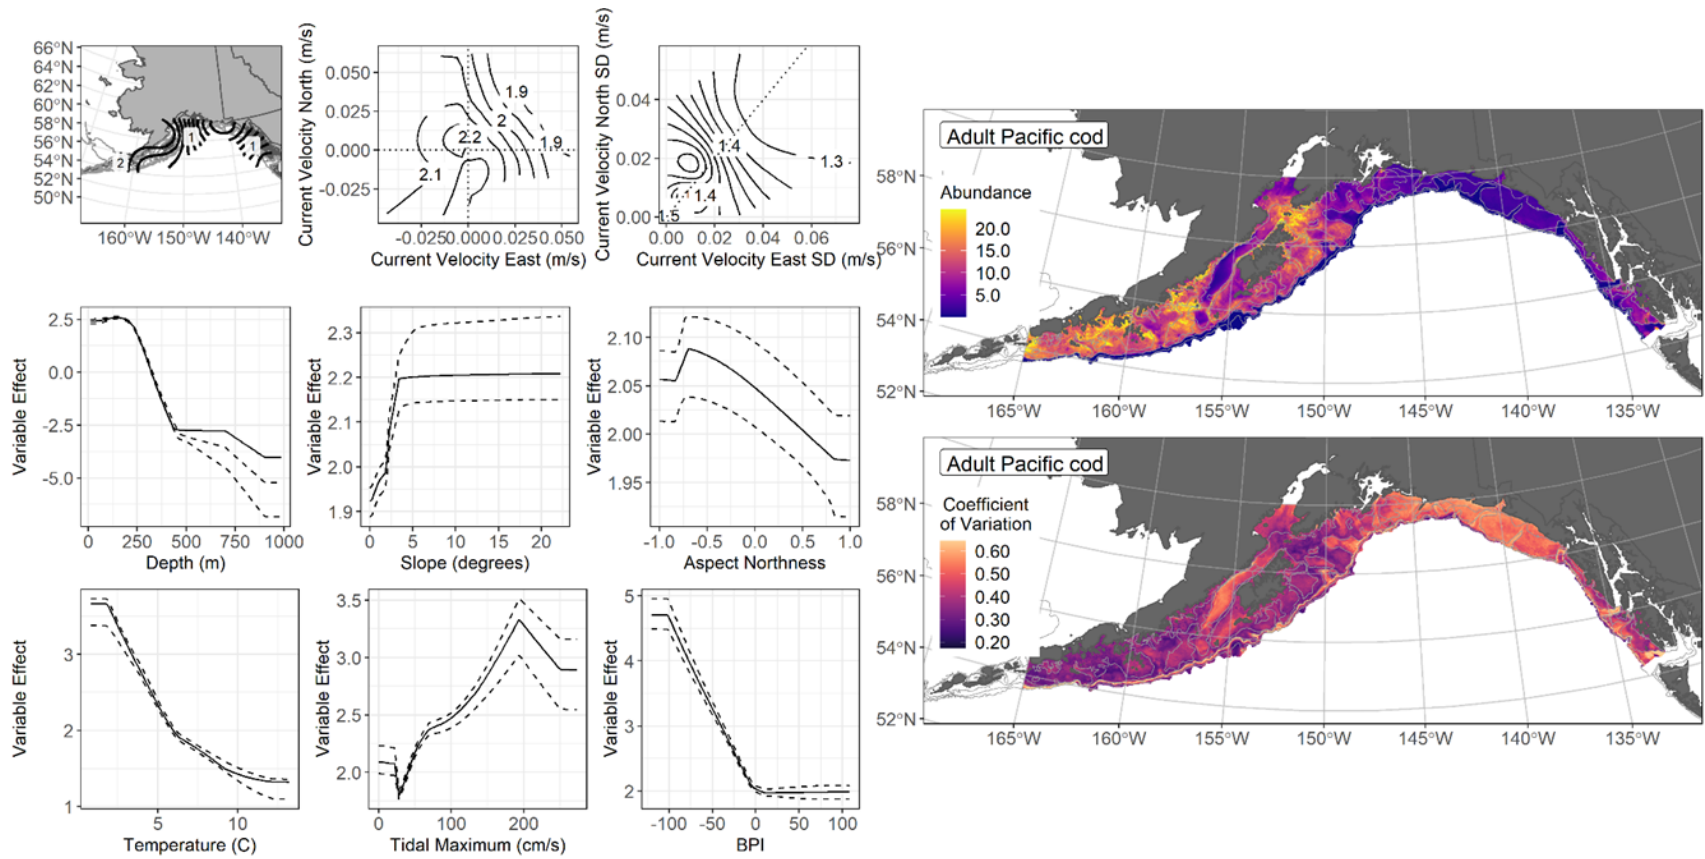 66°N
64°N
62°N
60°N
58°N
56°N
54°N
52°N
50°N
160°W 150°W 140°W
2
1
1
Current Velocity North (m/s)
0.050
0.025
0.000
-0.025
1.9
2
2.2
1.9
2.1
-0.025 0.000 0.025 0.050
Current Velocity East (m/s)
Current Velocity North SD (m/s)
0.04
0.02
0.00
1.4
1.3
1.4
1.5
0.00 0.02 0.04 0.06
Current Velocity East SD (m/s)
Variable Effect
2.5
0.0
-2.5
-5.0
0 250 500 750 1000
Depth (m)
Variable Effect
2.3
2.2
2.1
2.0
1.9
0 5 10 15 20
Slope (degrees)
Variable Effect
2.10
2.05
2.00
1.95
-1.0 -0.5 0.0 0.5 1.0
Aspect Northness
Variable Effect
3
2
1
5 10
Temperature (C)
Variable Effect
3.5
3.0
2.5
2.0
0 100 200
Tidal Maximum (cm/s)
Variable Effect
5
4
3
2
-100 -50 0 50 100
BPI
Adult Pacific cod
Abundance
20.0
15.0
10.0
5.0
58°N
56°N
54°N
52°N
165°W 160°W 155°W 150°W 145°W 140°W 135°W
Adult Pacific cod
Coefficient
of Variation
0.60
0.50
0.40
0.30
0.20
58°N
56°N
54°N
52°N
165°W 160°W 155°W 150°W 145°W 140°W 135°W